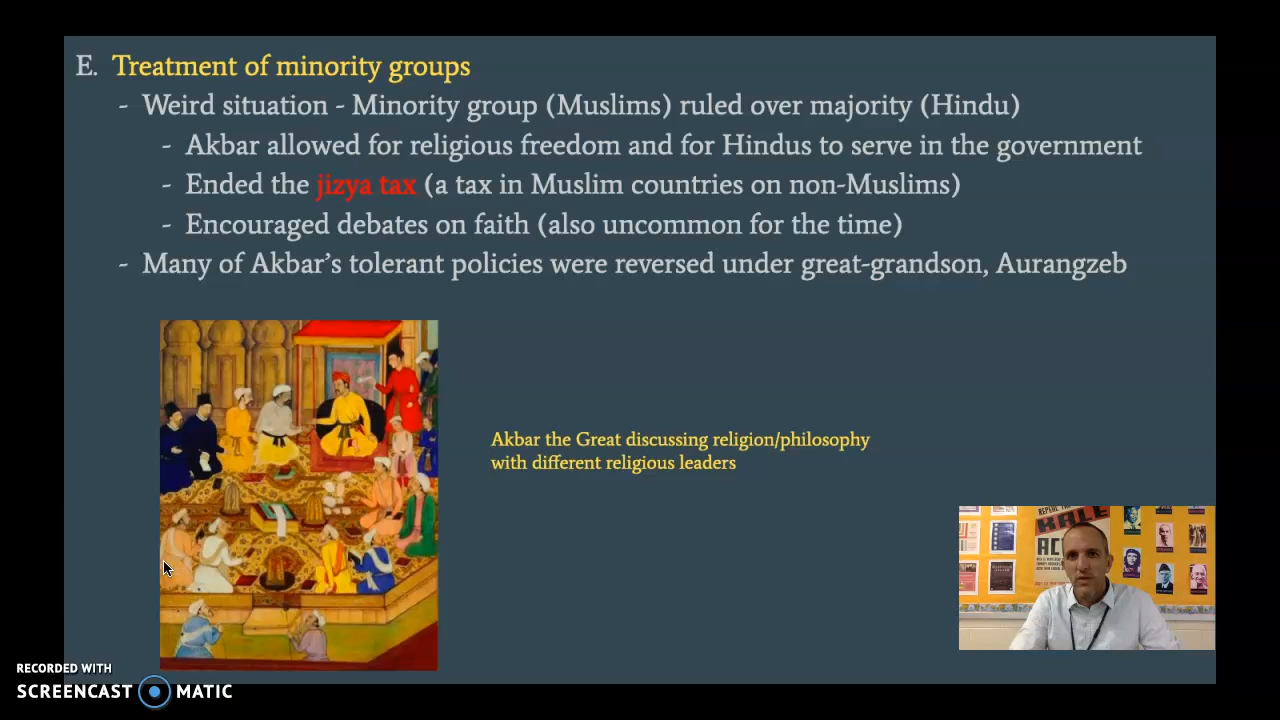 E. Treatment of minority groups
- Weird situation - Minority group (Muslims) ruled over majority (Hindu)
- Akbar allowed for religious freedom and for Hindus to serve in the government
- Ended the jizya tax (a tax in Muslim countries on non-Muslims)
- Encouraged debates on faith (also uncommon for the time)
- Many of Akbar's tolerant policies were reversed under great-grandson, Aurangzeb
Akbar the Great discussing religion/philosophy
with different religious leaders
REPEAL THE
AC
RECORDED WITH
SCREENCAST MATIC